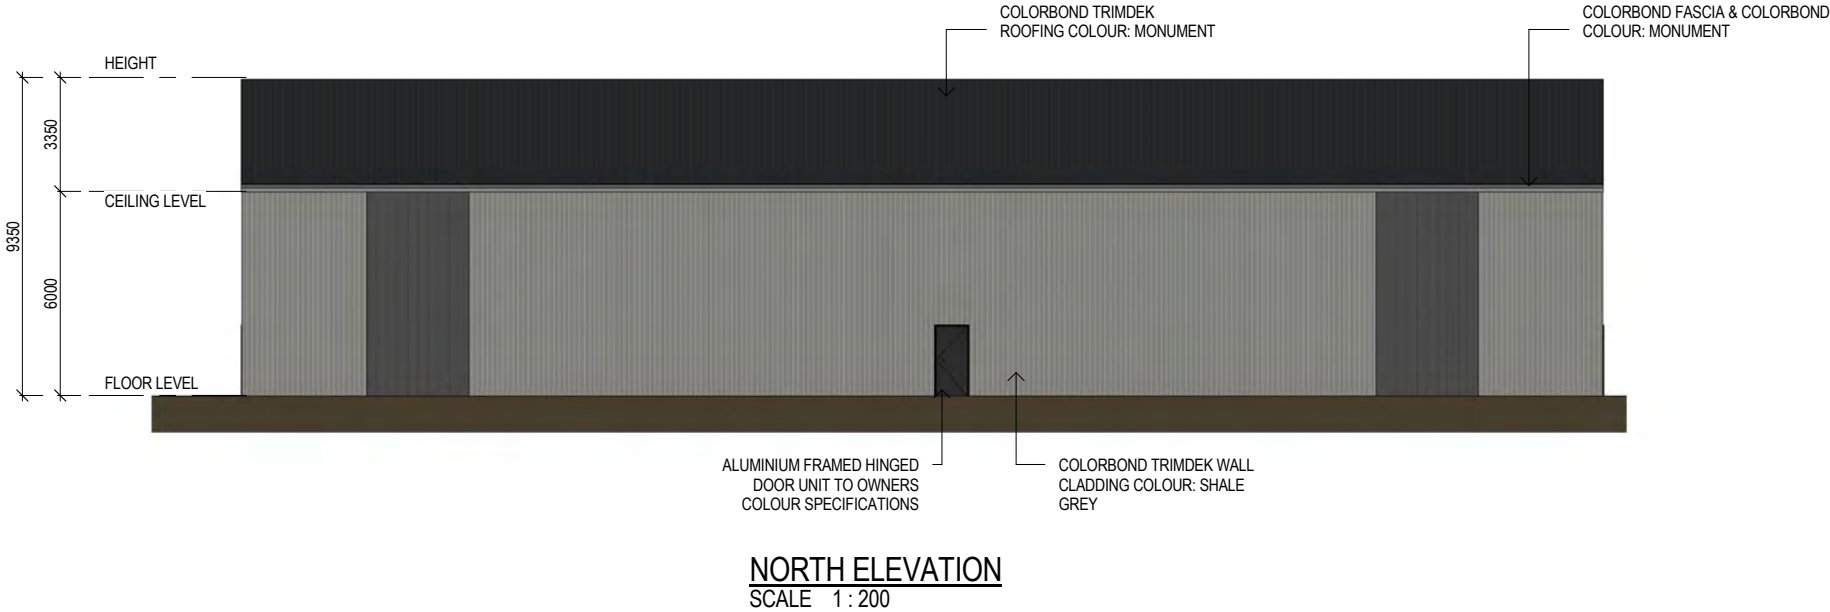 COLORBOND TRIMDEK
ROOFING COLOUR: MONUMENT
COLORBOND FASCIA & COLORBOND
COLOUR: MONUMENT
HEIGHT
3350
CEILING LEVEL
9350
6000
FLOOR LEVEL
ALUMINIUM FRAMED HINGED
DOOR UNIT TO OWNERS
COLOUR SPECIFICATIONS
COLORBOND TRIMDEK WALL
CLADDING COLOUR: SHALE
GREY
NORTH ELEVATION
SCALE 1 : 200